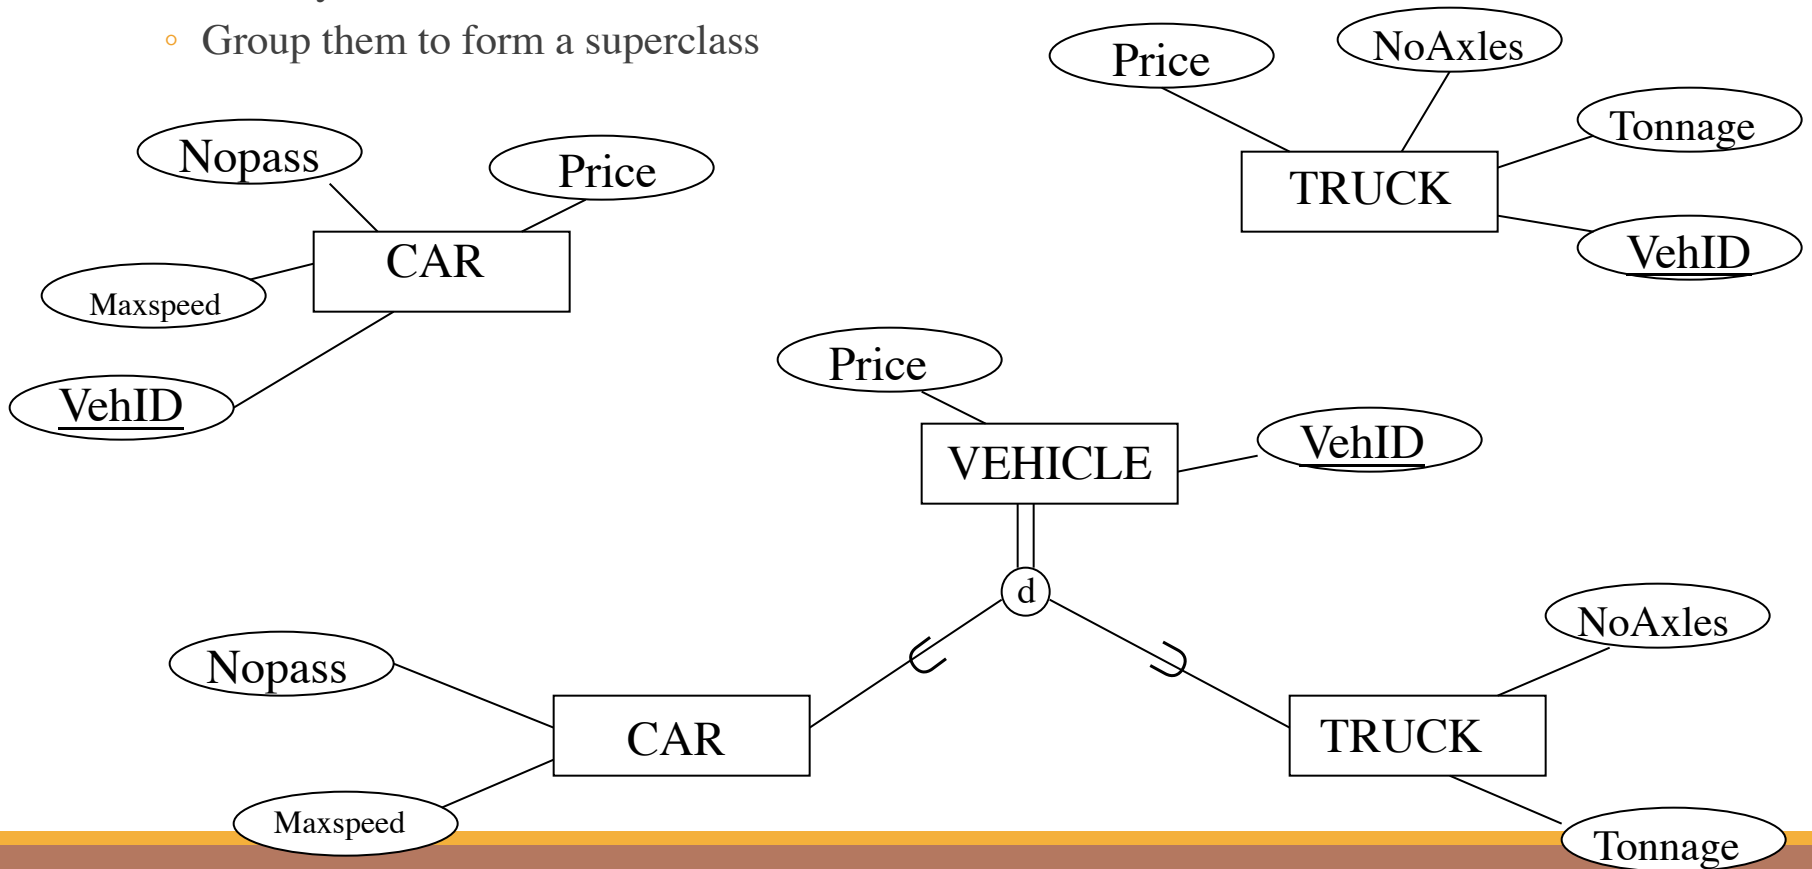 ◦ Group them to form a superclass
Price
NoAxles
Tonnage
TRUCK
VehID
Nopass
Price
CAR
Maxspeed
VehID
Price
VEHICLE
VehID
d
Nopass
CAR
Maxspeed
NoAxles
TRUCK
Tonnage